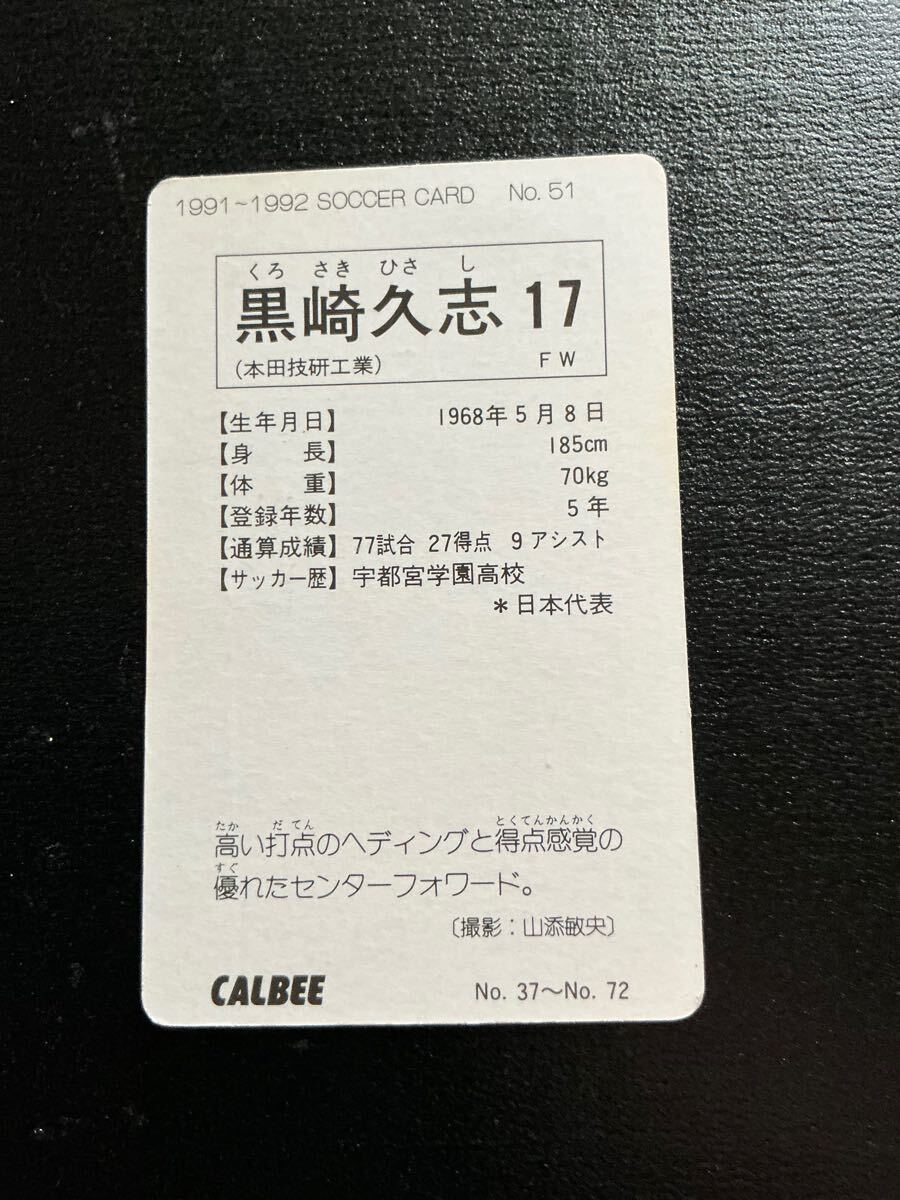 1991~1992 SOCCER CARD No. 51
くろ さき ひさ し
黒崎久志 17
(本田技研工業) FW
【生年月日】 1968年5月8日
【身 長】 185cm
【体 重】 70kg
【登録年数】 5年
【通算成績】 77試合 27得点 9アシスト
【サッカー歴】 宇都宮学園高校
*日本代表
たか だてん とくてんかんかく
高い打点のヘディングと得点感覚の
すぐ
優れたセンターフォワード。
〔撮影:山添敏央〕
CALBEE No. 37〜No. 72